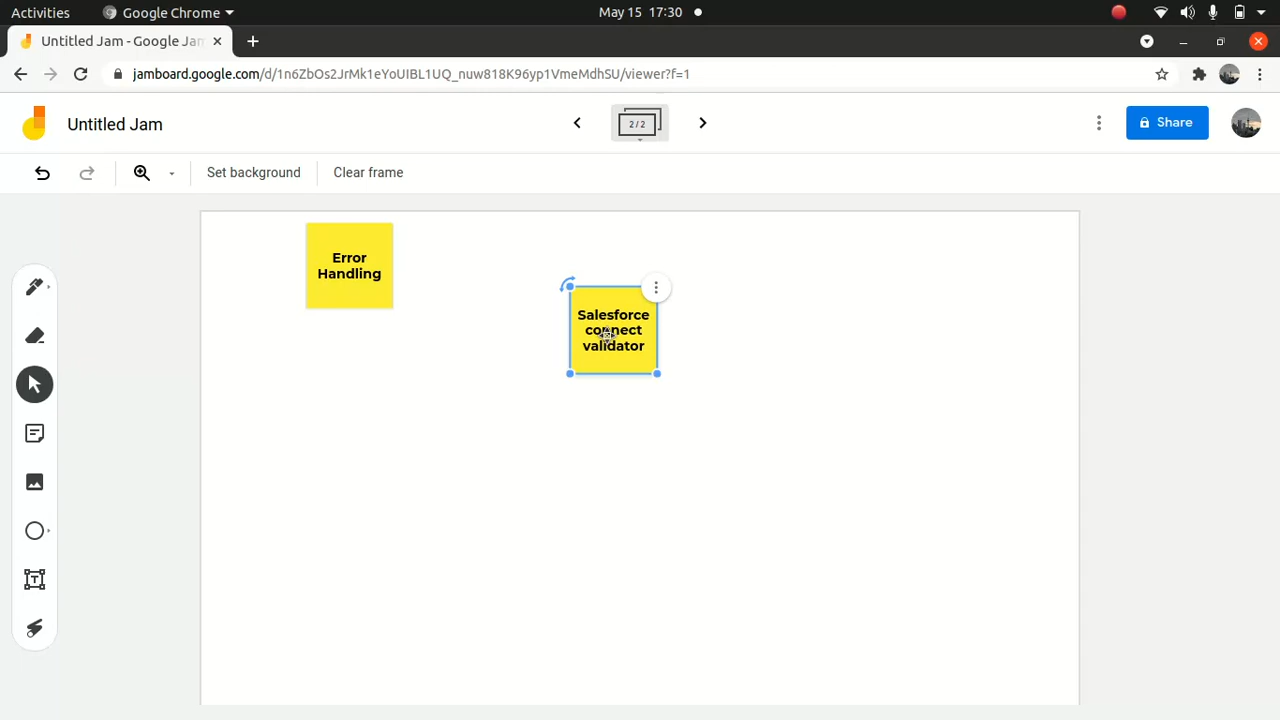 Activities
Google Chrome
May 15 17:30
Untitled Jam - Google Jam
jamboard.google.com/d/1n6ZbOs2JrMk1eYoUIBL1UQ_nuw818K96yp1VmeMdhSU/viewer?f=1
Untitled Jam
2 / 2
Share
Set background
Clear frame
Error
Handling
Salesforce
connect
validator